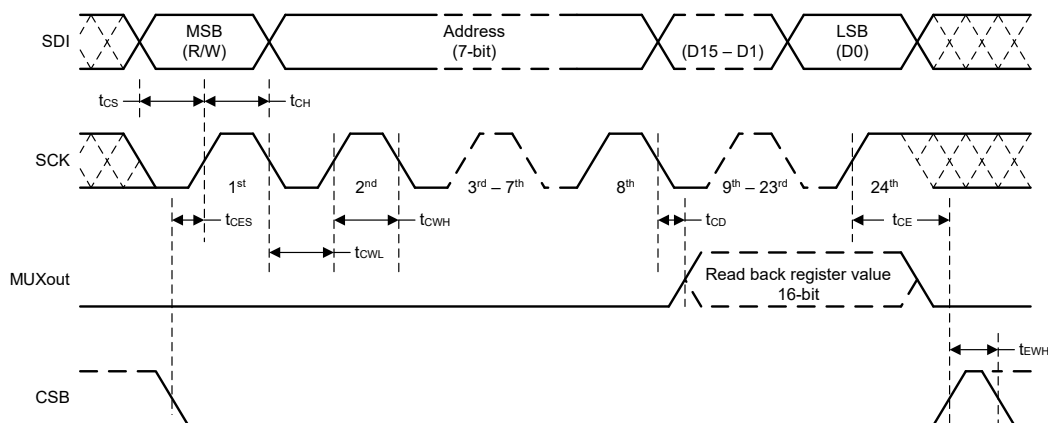 SDI
MSB
(R/W)
Address
(7-bit)
(D15 – D1)
LSB
(D0)
tCS
tCH
SCK
1st
2nd
3rd – 7th
8th
9th – 23rd
24th
tCES
tCWH
tCD
tCE
tCWL
MUXout
Read back register value
16-bit
tEWH
CSB